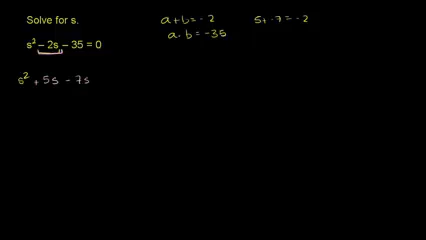 Solve for s.
s² – 2s – 35 = 0
a + b = -2
a · b = -35
5 + -7 = -2
s² + 5s - 7s